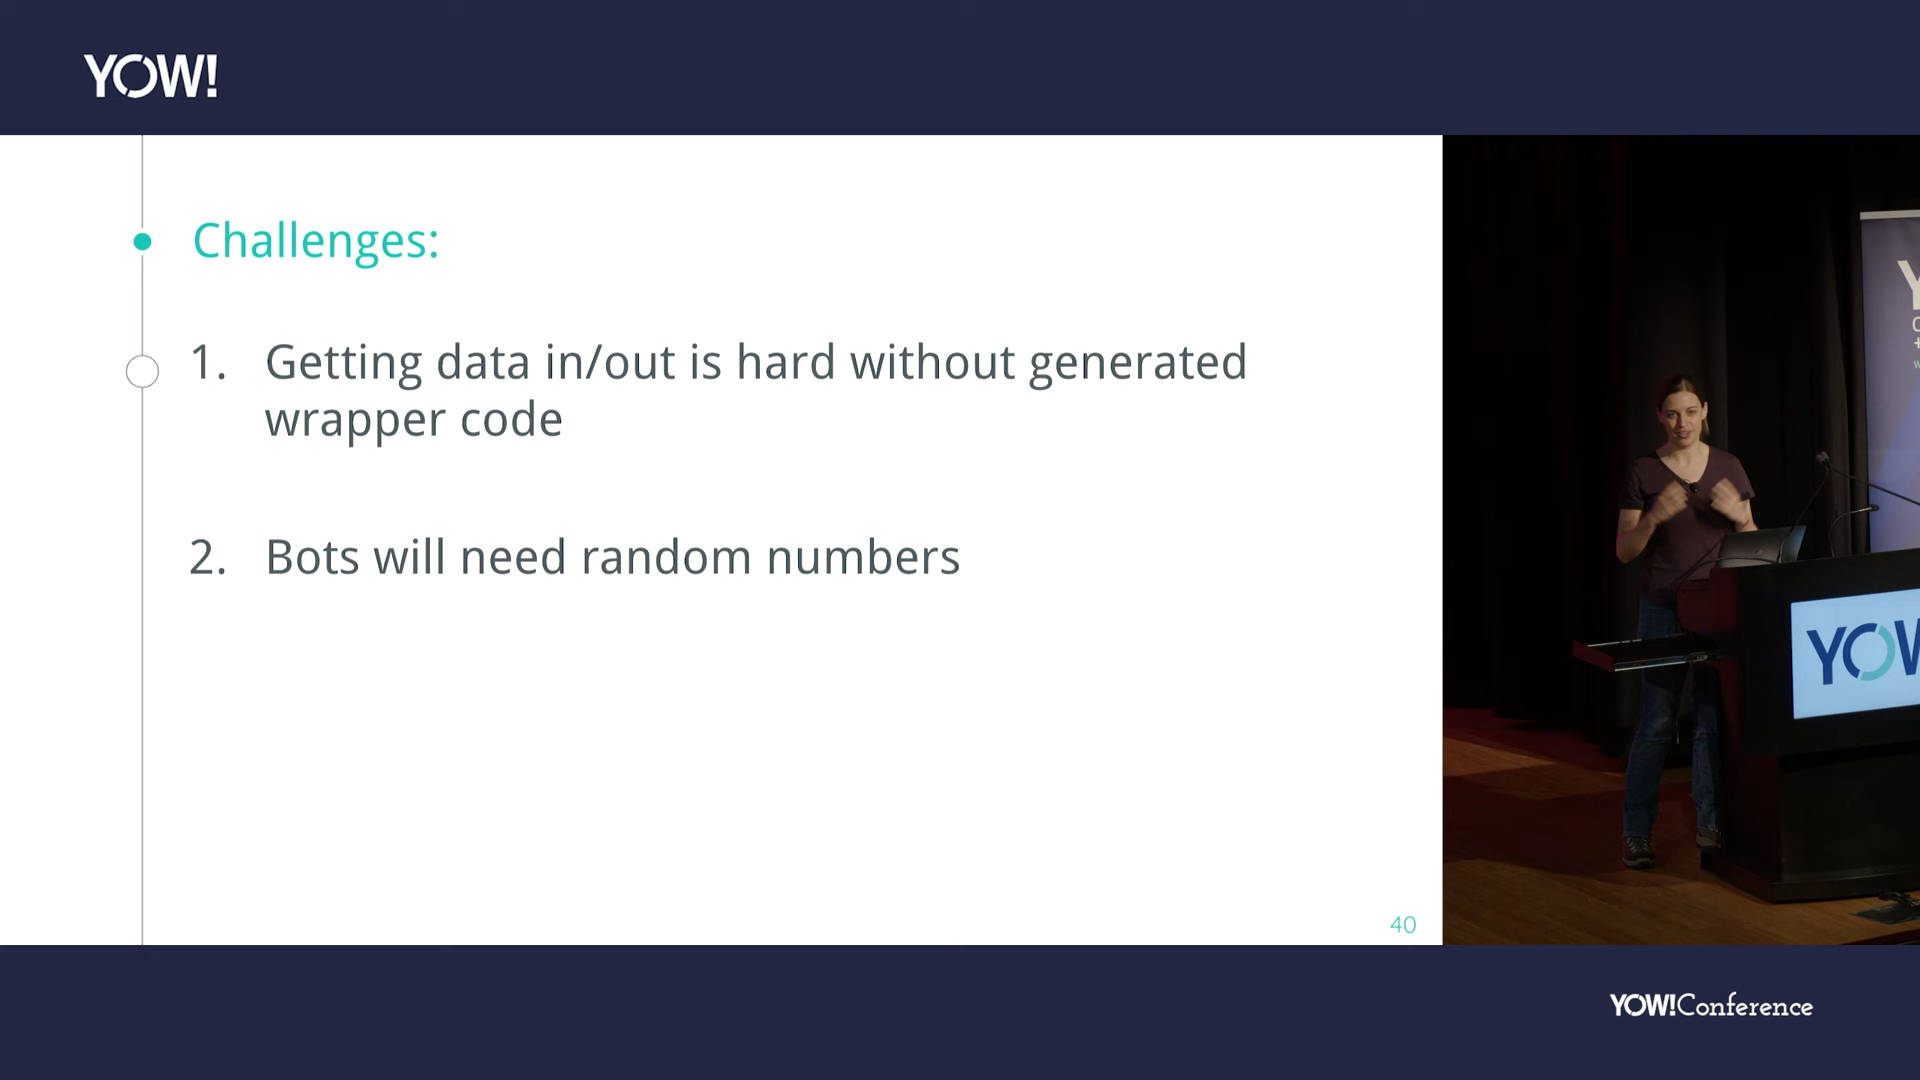 YOW!
Challenges:
1. Getting data in/out is hard without generated
wrapper code
2. Bots will need random numbers
40
YOW
YOW!Conference